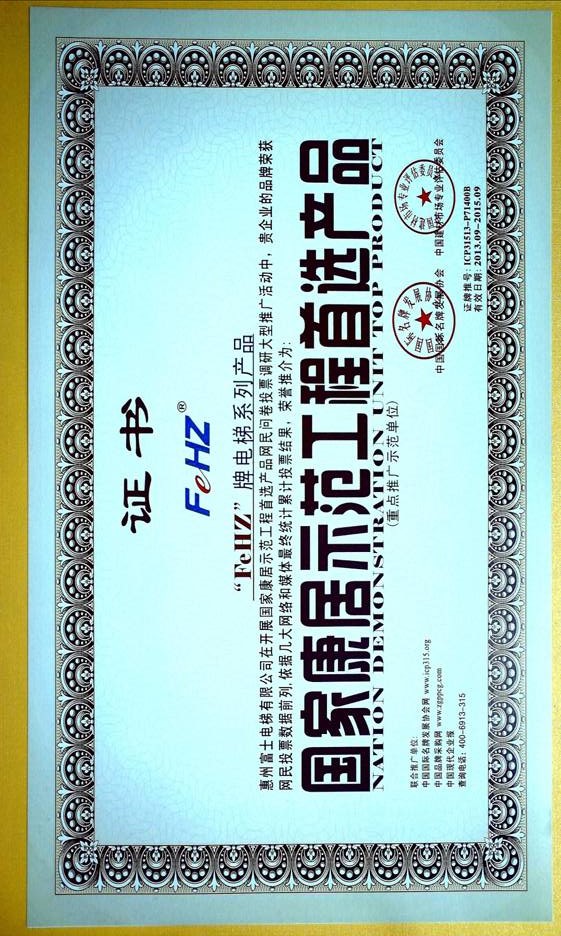 证书
FeHZ®
“FeHZ”牌电梯系列产品
惠州富士电梯有限公司在开展国家康居示范工程首选产品网民问卷投票调研大型推广活动中，贵企业的品牌荣获
网民投票数据前列，依据几大网络和媒体最终统计累计投票结果，荣誉推介为：
国家康居示范工程首选产品
NATION DEMONSTRATION UNIT TOP PRODUCT
(重点推广示范单位)
联合推广单位:
中国国际名牌发展协会网 www.icp315.org
中国品牌采购网 www.zgppcg.com
中国现代企业报
查询电话：400-6913-315
中国国际名牌发展协会
中国建材市场专业评估委员会
证牌推号：ICP31513-P71400B
有效日期：2013.09-2015.09